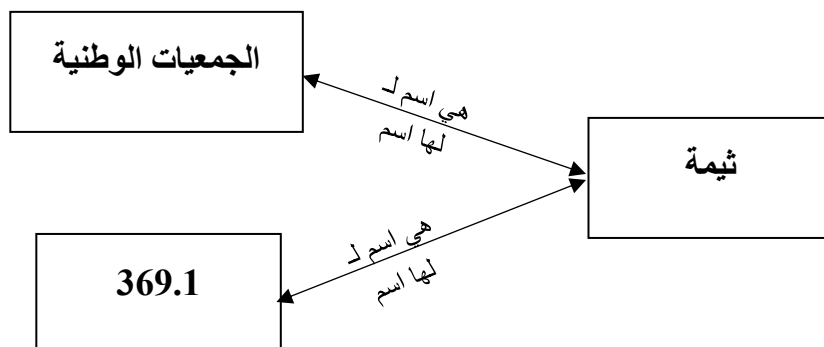 الجمعيات الوطنية
هي اسم لـ
لها اسم
ثيمة
هي اسم لـ
لها اسم
369.1